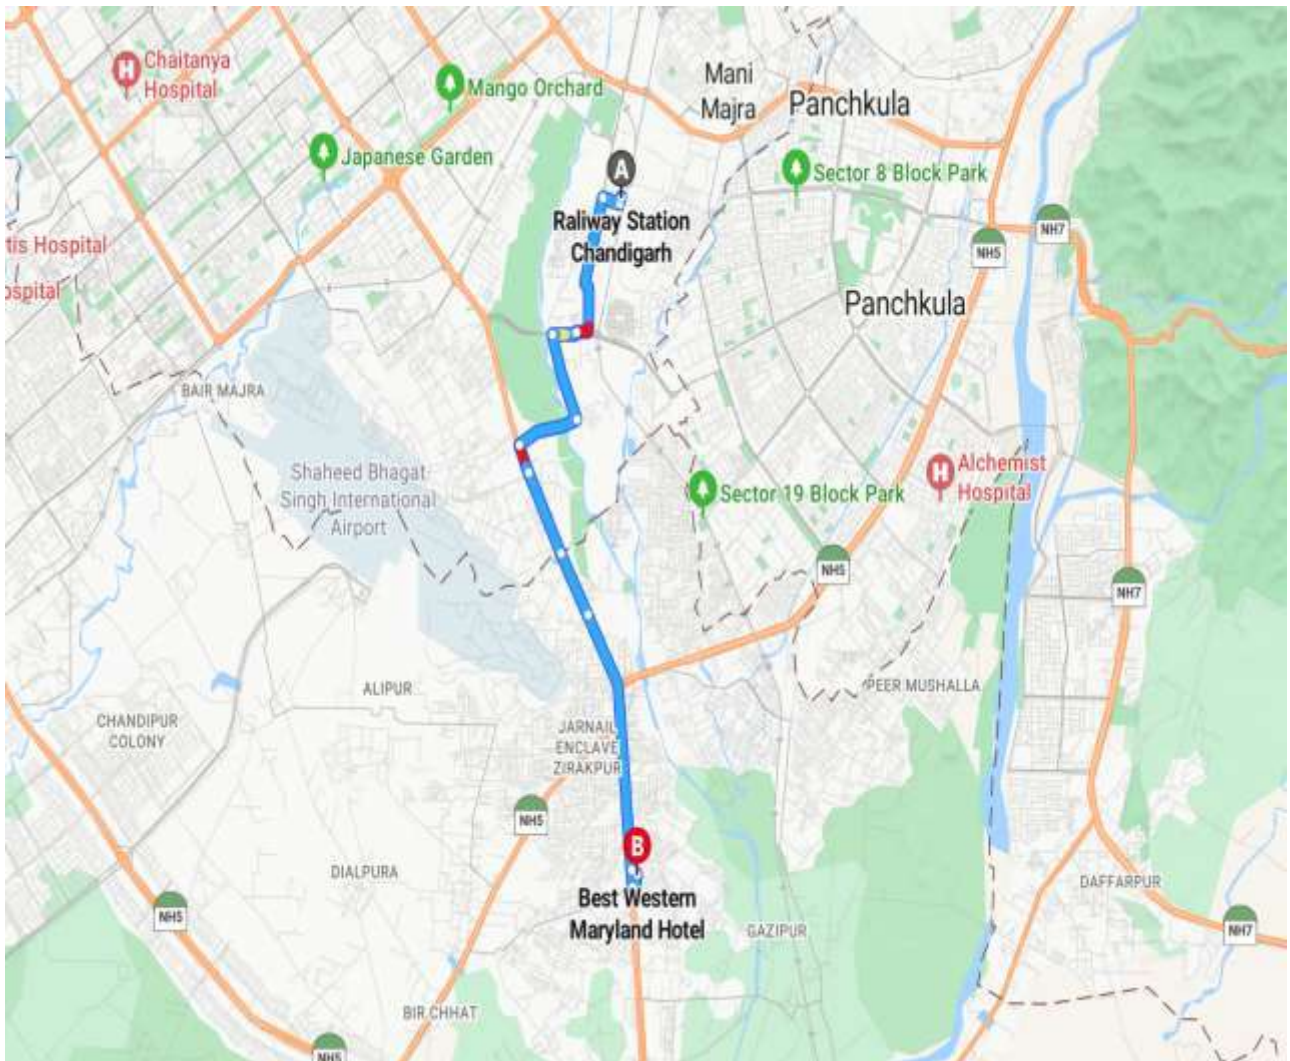 Chaitanya
Hospital
Mango Orchard
Mani
Majra
Panchkula
Japanese Garden
A
Sector 8 Block Park
Raliway Station
Chandigarh
NH7
NH5
tis Hospital
ospital
Panchkula
BAIR MAJRA
Shaheed Bhagat
Singh International
Airport
Alchemist
Hospital
Sector 19 Block Park
NH5
NH7
ALIPUR
PEER MUSHALLA
CHANDIPUR
COLONY
JARNAIL
ENCLAVE
ZIRAKPUR
NH5
B
DIALPURA
DAFFARPUR
Best Western
Maryland Hotel
NH5
GAZIPUR
NH7
BIR CHHAT
NH5
H
H